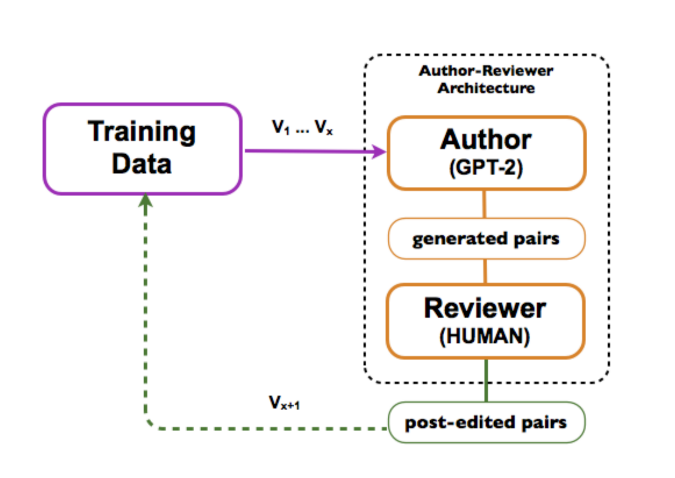 Author-Reviewer
Architecture
Training
Data
V₁ ... Vₓ
Author
(GPT-2)
generated pairs
Reviewer
(HUMAN)
Vₓ₊₁
post-edited pairs